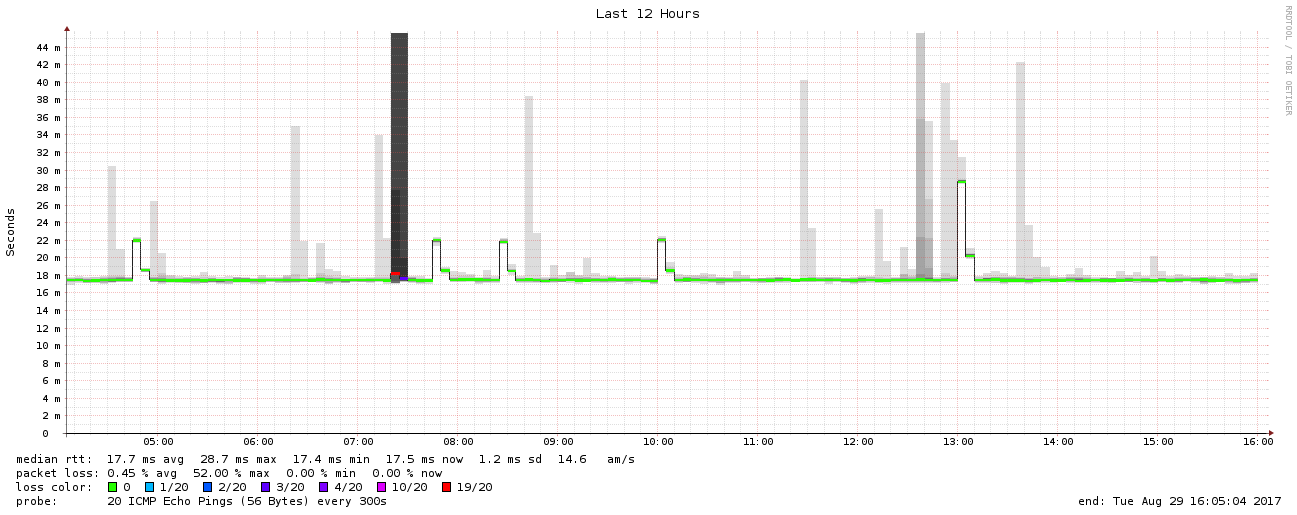 Last 12 Hours
RRDTOOL / TOBI OETIKER
Seconds
44 m
42 m
40 m
38 m
36 m
34 m
32 m
30 m
28 m
26 m
24 m
22 m
20 m
18 m
16 m
14 m
12 m
10 m
8 m
6 m
4 m
2 m
0
05:00 06:00 07:00 08:00 09:00 10:00 11:00 12:00 13:00 14:00 15:00 16:00
median rtt: 17.7 ms avg 28.7 ms max 17.4 ms min 17.5 ms now 1.2 ms sd 14.6 am/s
packet loss: 0.45 % avg 52.00 % max 0.00 % min 0.00 % now
loss color: 0 1/20 2/20 3/20 4/20 10/20 19/20
probe: 20 ICMP Echo Pings (56 Bytes) every 300s end: Tue Aug 29 16:05:04 2017